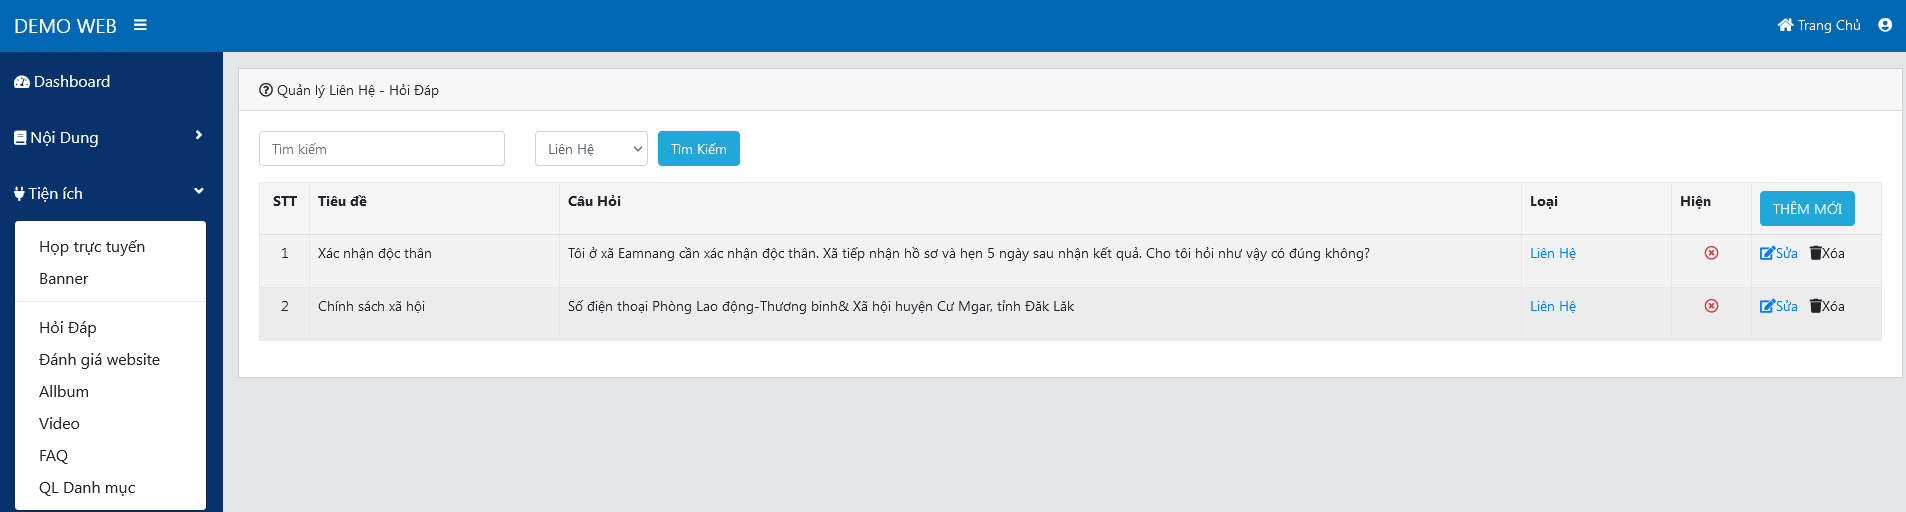 DEMO WEB
Trang Chủ
Dashboard
Nội Dung
Tiện ích
Họp trực tuyến
Banner
Hỏi Đáp
Đánh giá website
Allbum
Video
FAQ
QL Danh mục
Quản lý Liên Hệ - Hỏi Đáp
Tìm kiếm
Liên Hệ
Tìm Kiếm
STT Tiêu đề Câu Hỏi Loại Hiện THÊM MỚI
1 Xác nhận độc thân Tôi ở xã Eamnang cần xác nhận độc thân. Xã tiếp nhận hồ sơ và hẹn 5 ngày sau nhận kết quả. Cho tôi hỏi như vậy có đúng không? Liên Hệ Sửa Xóa
2 Chính sách xã hội Số điện thoại Phòng Lao động-Thương binh& Xã hội huyện Cư Mgar, tỉnh Đăk Lăk Liên Hệ Sửa Xóa